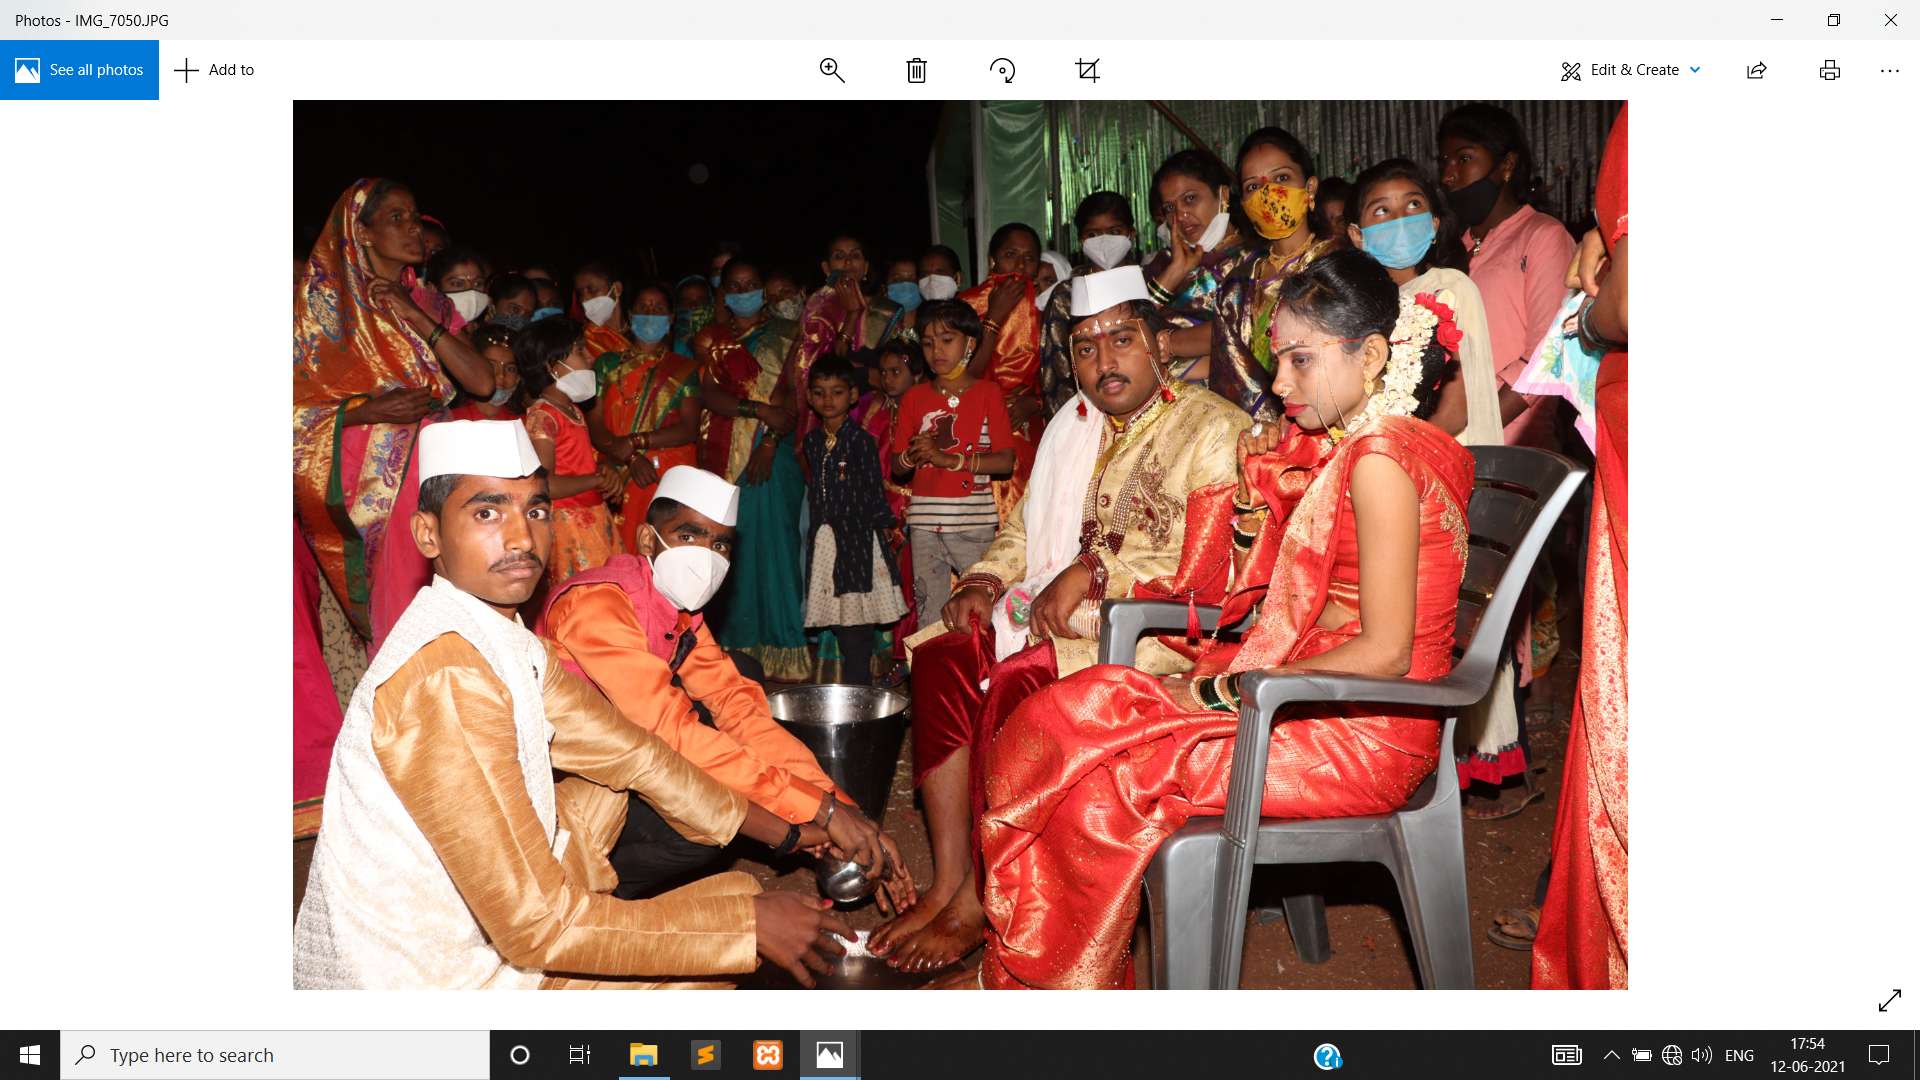 Photos - IMG_7050.JPG
See all photos
Add to
Edit & Create
Type here to search
ENG
17:54
12-06-2021